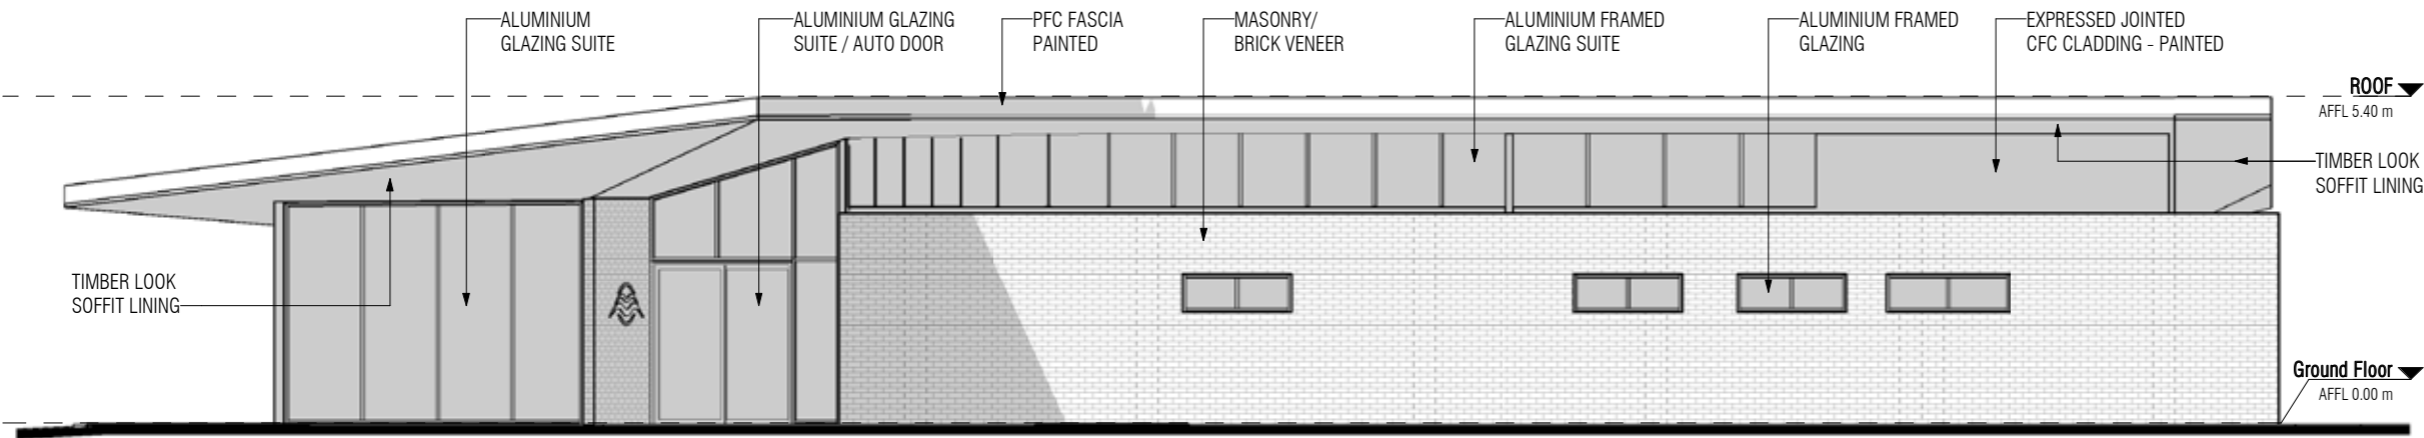 ALUMINIUM
GLAZING SUITE
ALUMINIUM GLAZING
SUITE / AUTO DOOR
PFC FASCIA
PAINTED
MASONRY/
BRICK VENEER
ALUMINIUM FRAMED
GLAZING SUITE
ALUMINIUM FRAMED
GLAZING
EXPRESSED JOINTED
CFC CLADDING - PAINTED
ROOF
AFFL 5.40 m
TIMBER LOOK
SOFFIT LINING
TIMBER LOOK
SOFFIT LINING
Ground Floor
AFFL 0.00 m